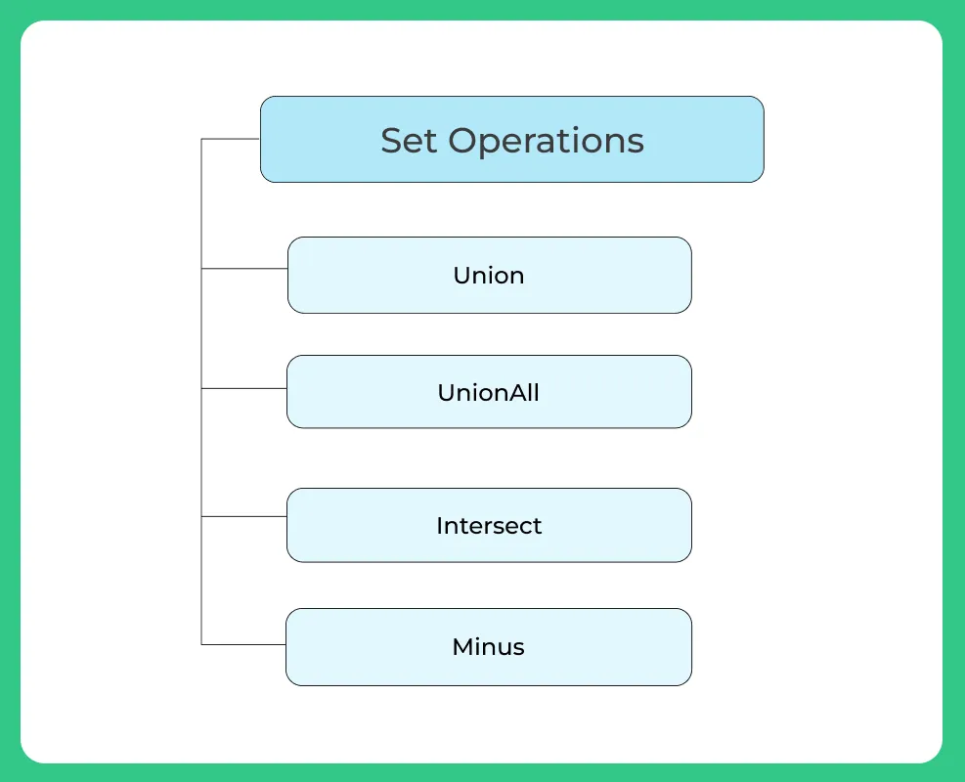 Set Operations
Union
UnionAll
Intersect
Minus